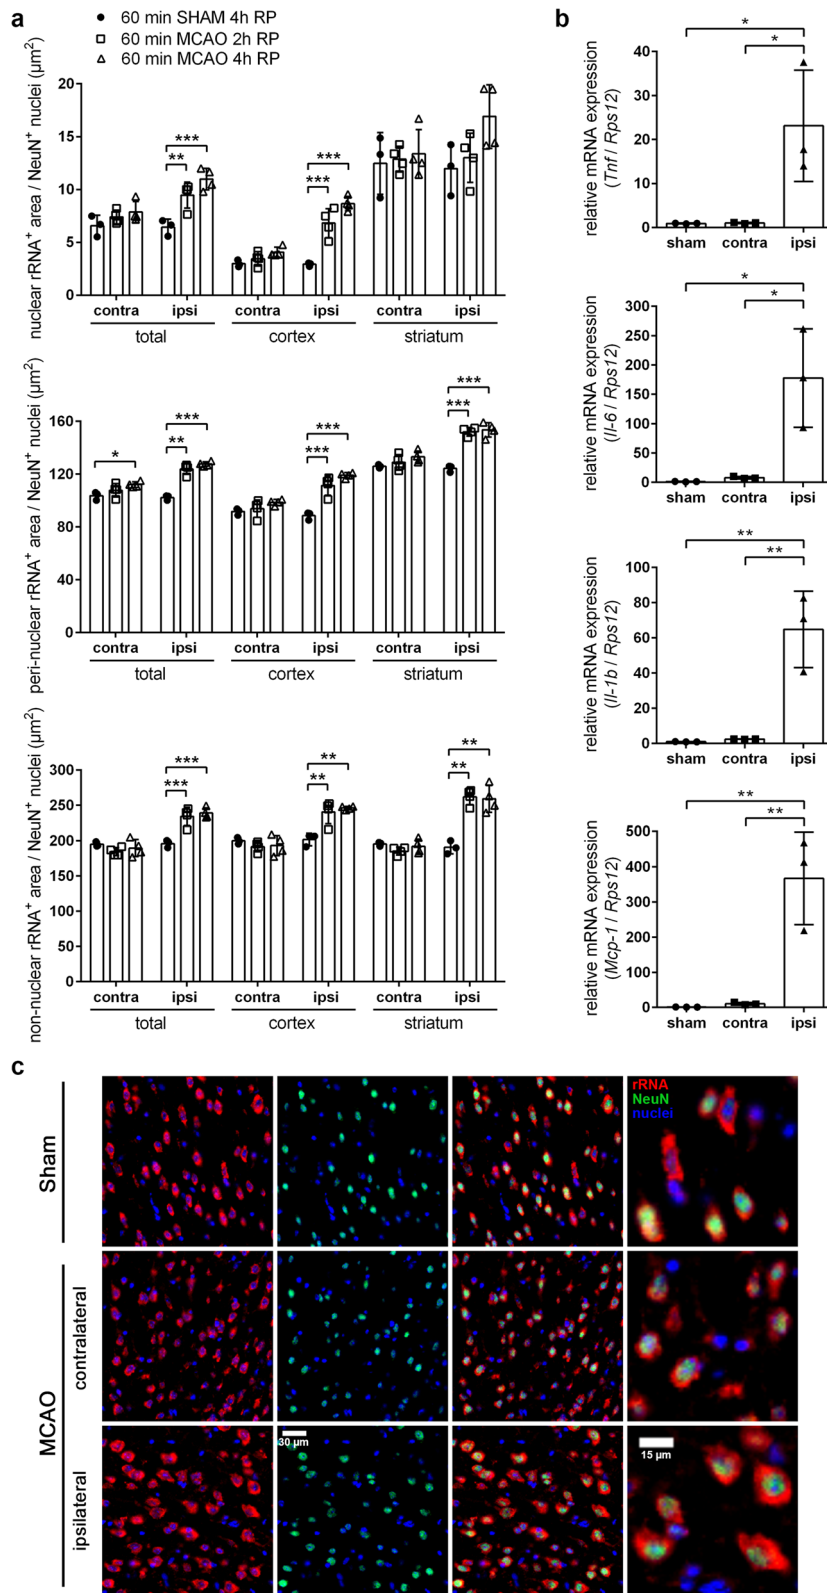 a
● 60 min SHAM 4h RP
□ 60 min MCAO 2h RP
△ 60 min MCAO 4h RP
nuclear rRNA⁺ area / NeuN⁺ nuclei (µm²)
20
15
10
5
0
** *** *** ***
contra ipsi contra ipsi contra ipsi
total cortex striatum
peri-nuclear rRNA⁺ area / NeuN⁺ nuclei (µm²)
160
120
80
40
0
* ** *** *** *** *** ***
contra ipsi contra ipsi contra ipsi
total cortex striatum
non-nuclear rRNA⁺ area / NeuN⁺ nuclei (µm²)
300
250
200
150
100
50
0
*** *** ** ** ** **
contra ipsi contra ipsi contra ipsi
total cortex striatum
b
relative mRNA expression
(Tnf / Rps12)
40
30
20
10
0
*
*
sham contra ipsi
relative mRNA expression
(Il-6 / Rps12)
300
250
200
150
100
50
0
*
*
sham contra ipsi
relative mRNA expression
(Il-1b / Rps12)
100
80
60
40
20
0
**
**
sham contra ipsi
relative mRNA expression
(Mcp-1 / Rps12)
500
400
300
200
100
0
**
**
sham contra ipsi
c
Sham
MCAO
contralateral
ipsilateral
rRNA
NeuN
nuclei
30 µm
15 µm